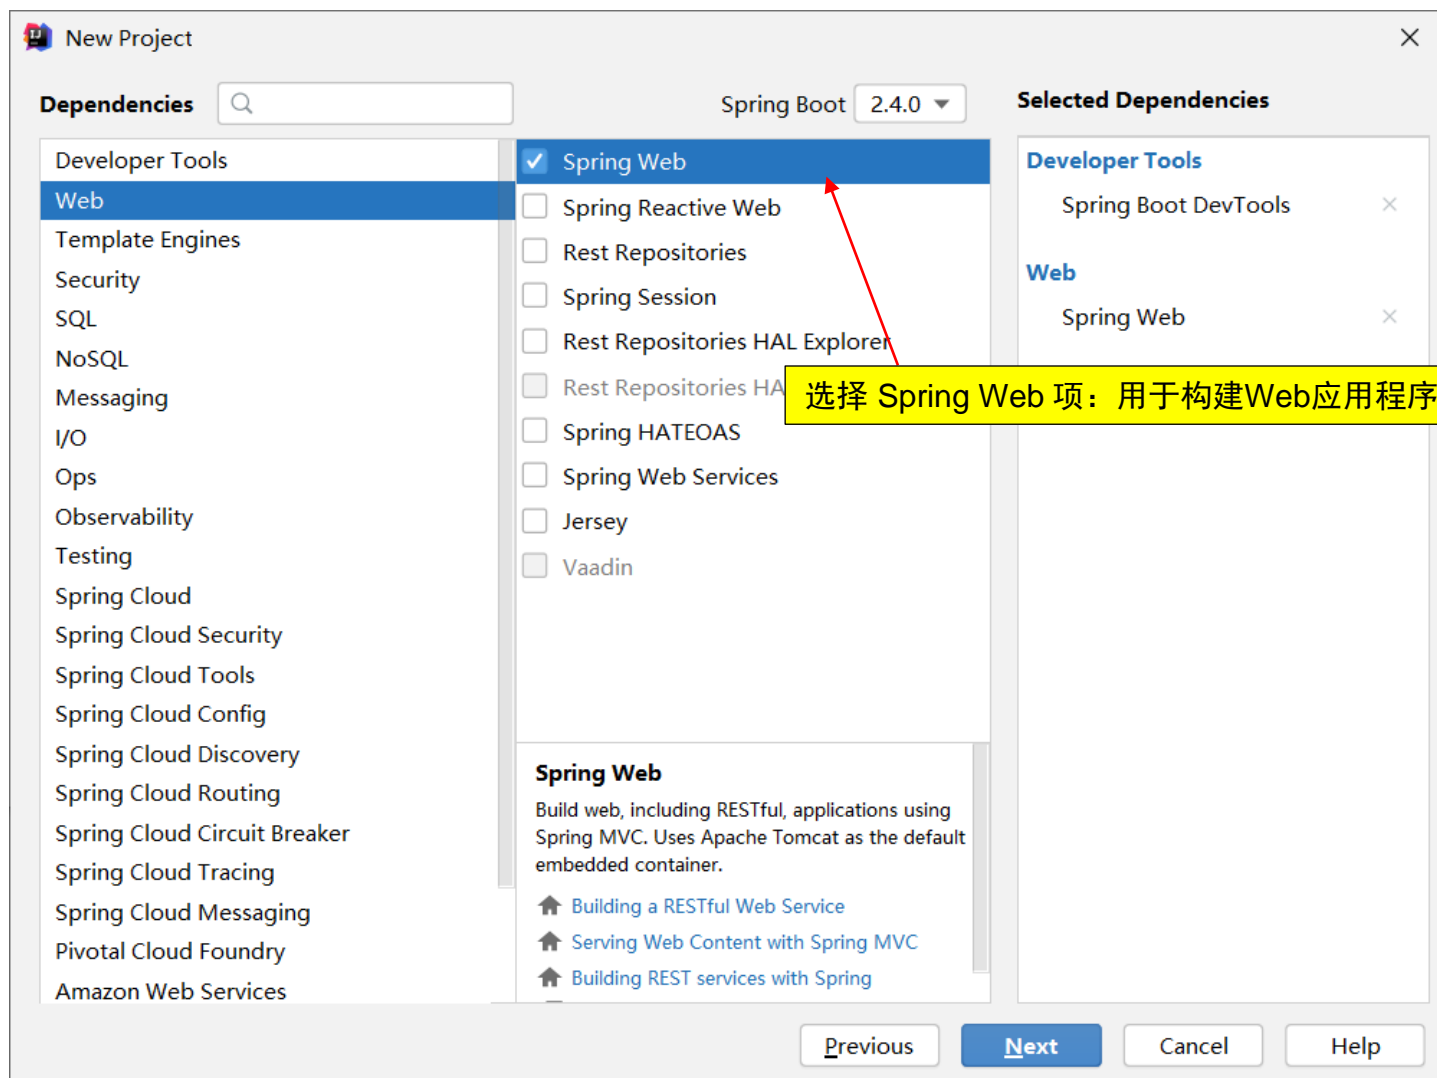 New Project
Dependencies
Spring Boot 2.4.0
Selected Dependencies
Developer Tools
Web
Template Engines
Security
SQL
NoSQL
Messaging
I/O
Ops
Observability
Testing
Spring Cloud
Spring Cloud Security
Spring Cloud Tools
Spring Cloud Config
Spring Cloud Discovery
Spring Cloud Routing
Spring Cloud Circuit Breaker
Spring Cloud Tracing
Spring Cloud Messaging
Pivotal Cloud Foundry
Amazon Web Services
Spring Web
Spring Reactive Web
Rest Repositories
Spring Session
Rest Repositories HAL Explorer
Rest Repositories HA
选择 Spring Web 项：用于构建Web应用程序
Spring HATEOAS
Spring Web Services
Jersey
Vaadin
Spring Web
Build web, including RESTful, applications using
Spring MVC. Uses Apache Tomcat as the default
embedded container.
Building a RESTful Web Service
Serving Web Content with Spring MVC
Building REST services with Spring
Developer Tools
Spring Boot DevTools
Web
Spring Web
Previous
Next
Cancel
Help